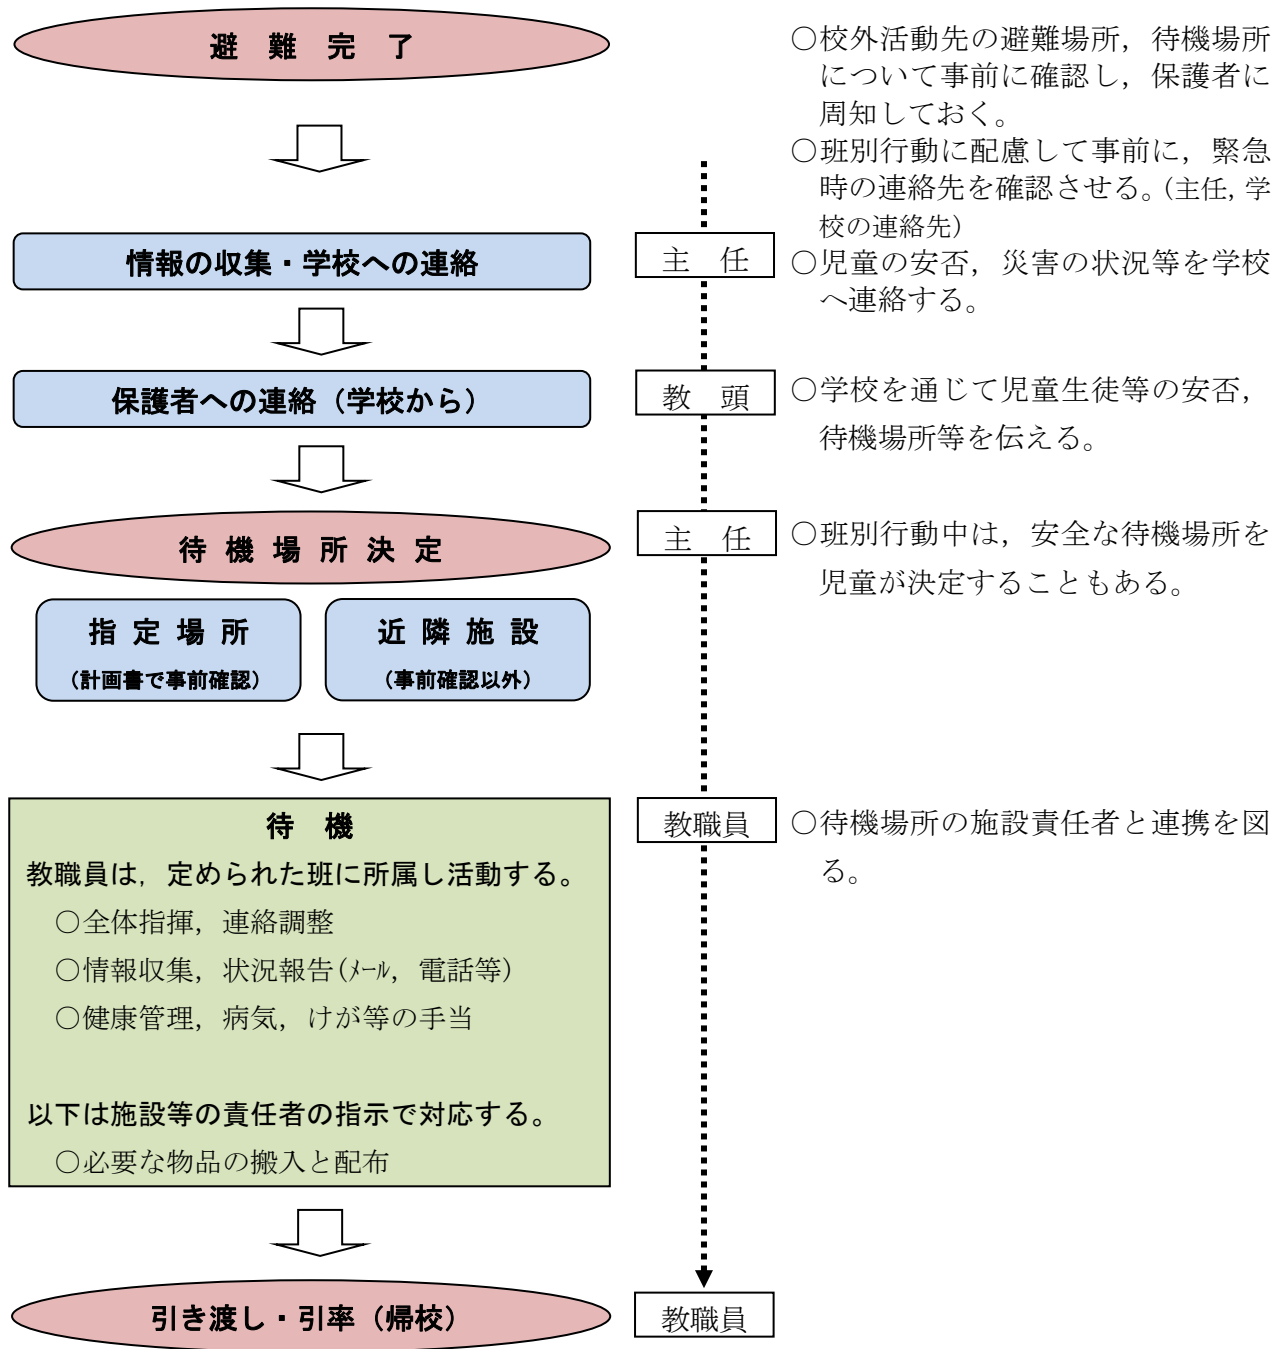 避　難　完　了
○校外活動先の避難場所，待機場所
について事前に確認し，保護者に
周知しておく。
○班別行動に配慮して事前に，緊急
時の連絡先を確認させる。（主任，学
校の連絡先）
情報の収集・学校への連絡
主　任
○児童の安否，災害の状況等を学校
へ連絡する。
保護者への連絡（学校から）
教　頭
○学校を通じて児童生徒等の安否，
待機場所等を伝える。
待 機 場 所 決 定
主　任
○班別行動中は，安全な待機場所を
児童が決定することもある。
指 定 場 所
（計画書で事前確認）
近 隣 施 設
（事前確認以外）
待　機
教職員は，定められた班に所属し活動する。
○全体指揮，連絡調整
○情報収集，状況報告(ﾒｰﾙ，電話等)
○健康管理，病気，けが等の手当
以下は施設等の責任者の指示で対応する。
○必要な物品の搬入と配布
教職員
○待機場所の施設責任者と連携を図
る。
引き渡し・引率（帰校）
教職員